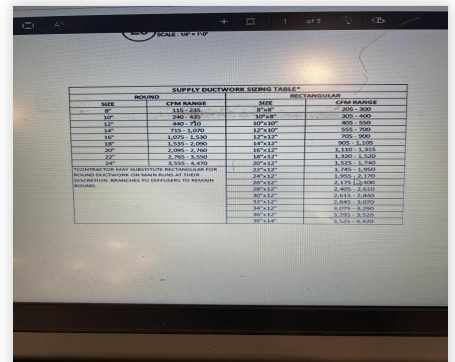 1 of 5
SCALE : 1/4" = 1'-0"
SUPPLY DUCTWORK SIZING TABLE*
ROUND RECTANGULAR
SIZE CFM RANGE SIZE CFM RANGE
8" 115 - 235 8"x8" 205 - 300
10" 240 - 435 10"x8" 305 - 400
12" 440 - 710 10"x10" 405 - 550
14" 715 - 1,070 12"x10" 555 - 700
16" 1,075 - 1,530 12"x12" 705 - 900
18" 1,535 - 2,090 14"x12" 905 - 1,105
20" 2,095 - 2,760 16"x12" 1,110 - 1,315
22" 2,765 - 3,550 18"x12" 1,320 - 1,520
24" 3,555 - 4,470 20"x12" 1,525 - 1,740
*CONTRACTOR MAY SUBSTITUTE RECTANGULAR FOR 22"x12" 1,745 - 1,950
ROUND DUCTWORK ON MAIN RUNS AT THEIR 24"x12" 1,955 - 2,170
DISCRETION. BRANCHES TO DIFFUSERS TO REMAIN 26"x12" 2,175 - 2,400
ROUND. 28"x12" 2,405 - 2,610
30"x12" 2,615 - 2,840
32"x12" 2,845 - 3,070
34"x12" 3,075 - 3,290
36"x12" 3,295 - 3,520
36"x14" 3,525 - 4,420